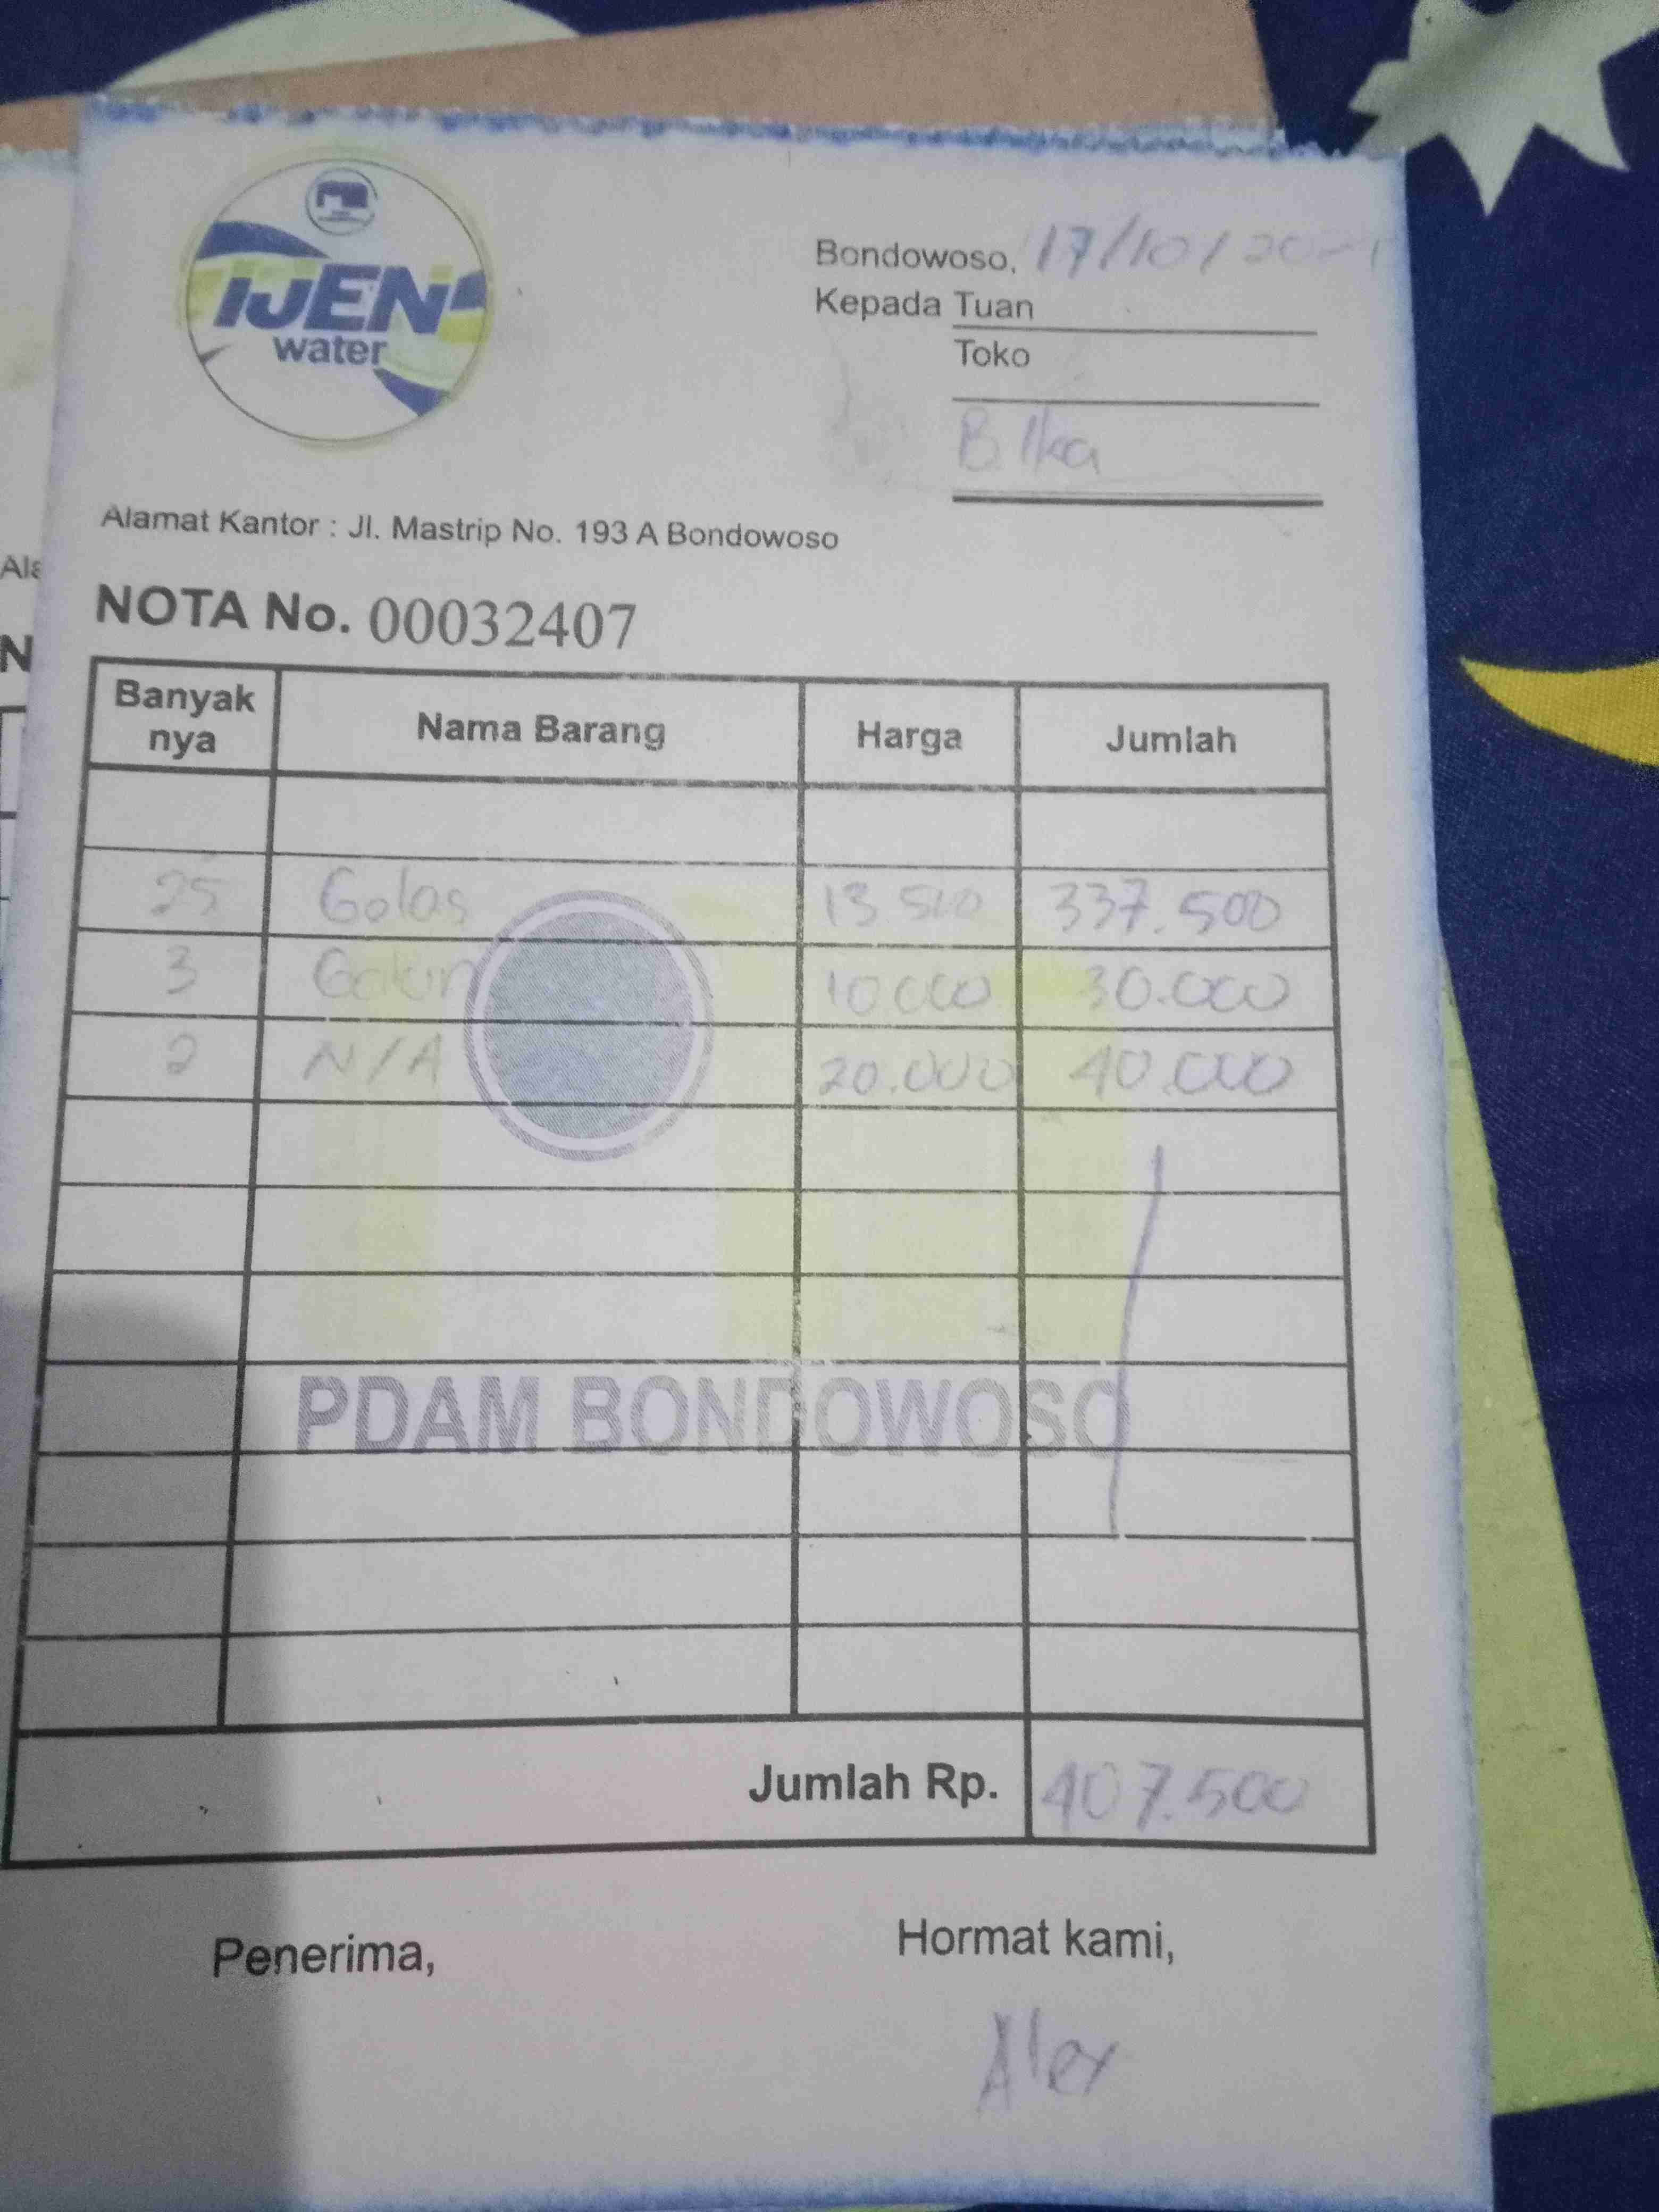 IJEN
water
Bondowoso, 17/10/202
Kepada Tuan
Toko
B. Ika
Alamat Kantor : Jl. Mastrip No. 193 A Bondowoso
NOTA No. 00032407
Banyak nya Nama Barang Harga Jumlah
25 Gelas 13.500 337.500
3 Galon 10.000 30.000
2 N/A 20.000 40.000
PDAM BONDOWOSO
Jumlah Rp. 407.500
Penerima, Hormat kami,
Alex
Ala
N